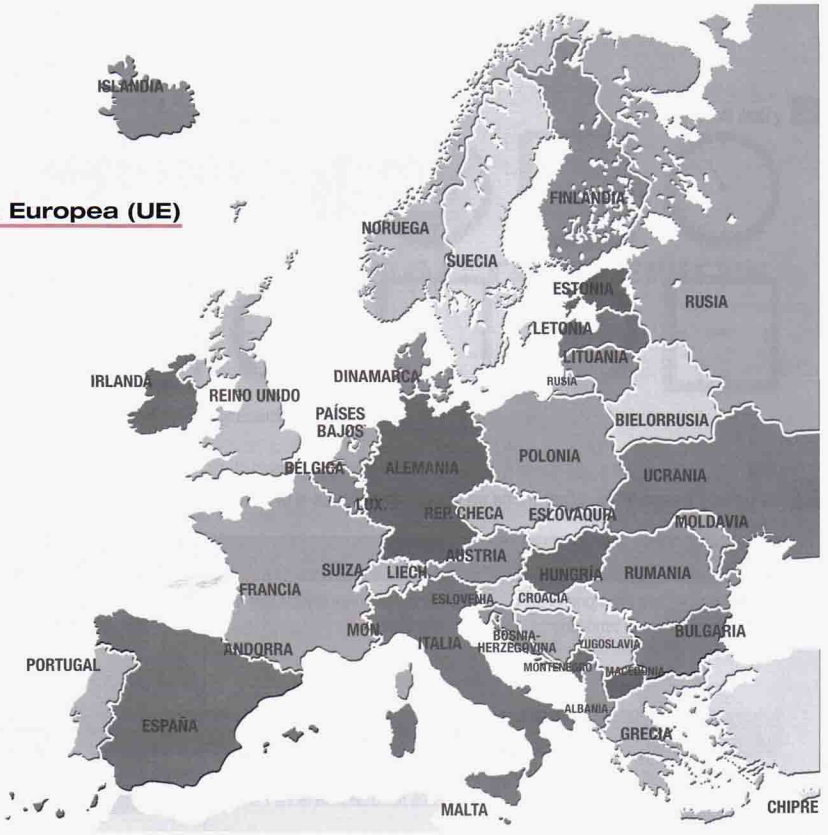 ISLANDIA
Europea (UE)
NORUEGA
FINLANDIA
SUECIA
ESTONIA
RUSIA
LETONIA
LITUANIA
RUSIA
IRLANDA
DINAMARCA
REINO UNIDO
PAÍSES
BAJOS
BIELORRUSIA
POLONIA
BÉLGICA
ALEMANIA
UCRANIA
LUX.
REP. CHECA
ESLOVAQUIA
MOLDAVIA
AUSTRIA
SUIZA
LIECH.
HUNGRÍA
RUMANIA
FRANCIA
ESLOVENIA
CROACIA
MÓN.
ITALIA
BOSNIA-
HERZEGOVINA
YUGOSLAVIA
BULGARIA
ANDORRA
PORTUGAL
MONTENEGRO
MACEDONIA
ESPAÑA
ALBANIA
GRECIA
MALTA
CHIPRE